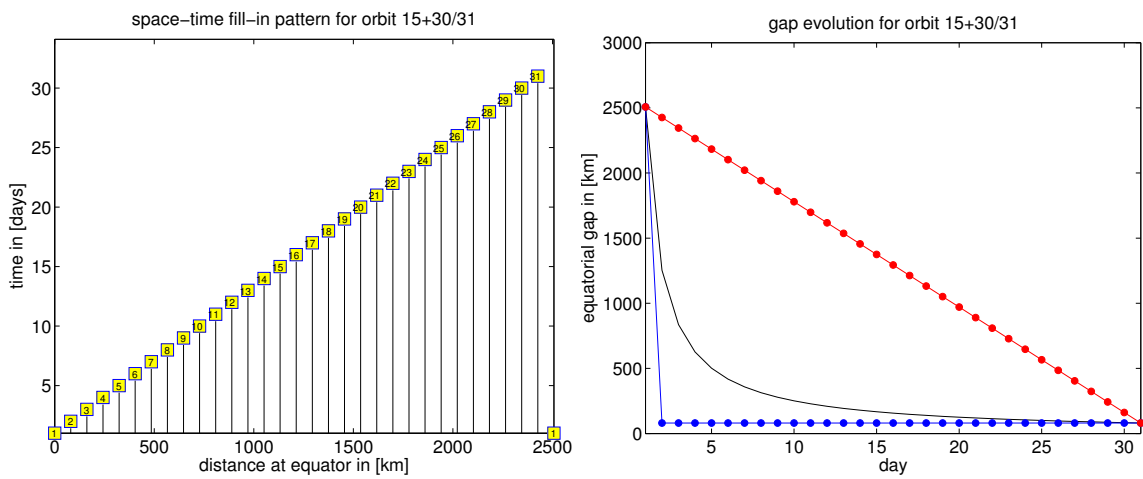 space−time fill−in pattern for orbit 15+30/31
30
25
20
15
10
5
time in [days]
1 2 3 4 5 6 7 8 9 10 11 12 13 14 15 16 17 18 19 20 21 22 23 24 25 26 27 28 29 30 31 1
0 500 1000 1500 2000 2500
distance at equator in [km]
gap evolution for orbit 15+30/31
3000
2500
2000
1500
1000
500
0
equatorial gap in [km]
5 10 15 20 25 30
day